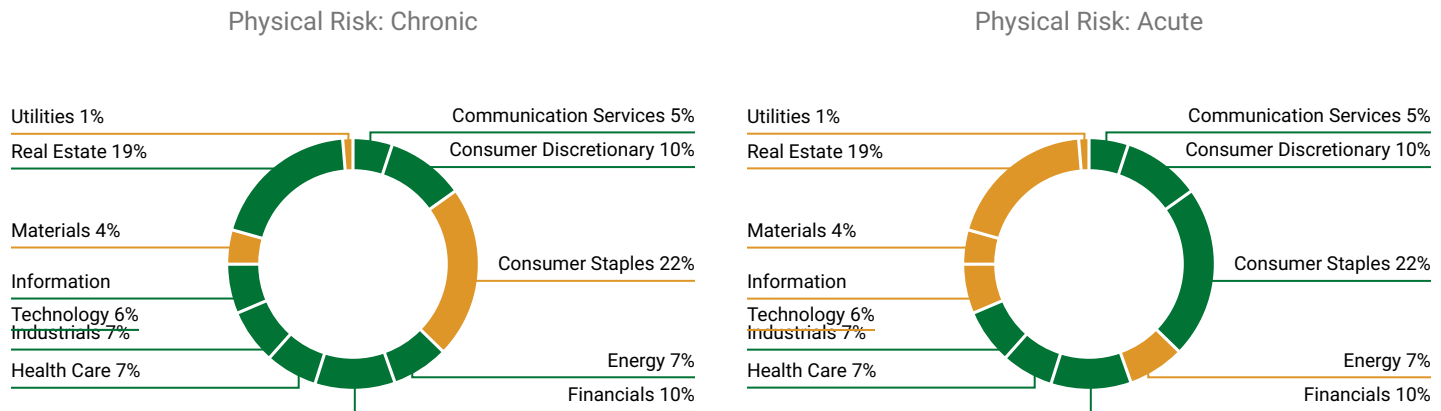 Physical Risk: Chronic
Utilities 1%
Communication Services 5%
Real Estate 19%
Consumer Discretionary 10%
Materials 4%
Consumer Staples 22%
Information
Technology 6%
Industrials 7%
Energy 7%
Health Care 7%
Financials 10%
Physical Risk: Acute
Utilities 1%
Communication Services 5%
Real Estate 19%
Consumer Discretionary 10%
Materials 4%
Consumer Staples 22%
Information
Technology 6%
Industrials 7%
Energy 7%
Health Care 7%
Financials 10%